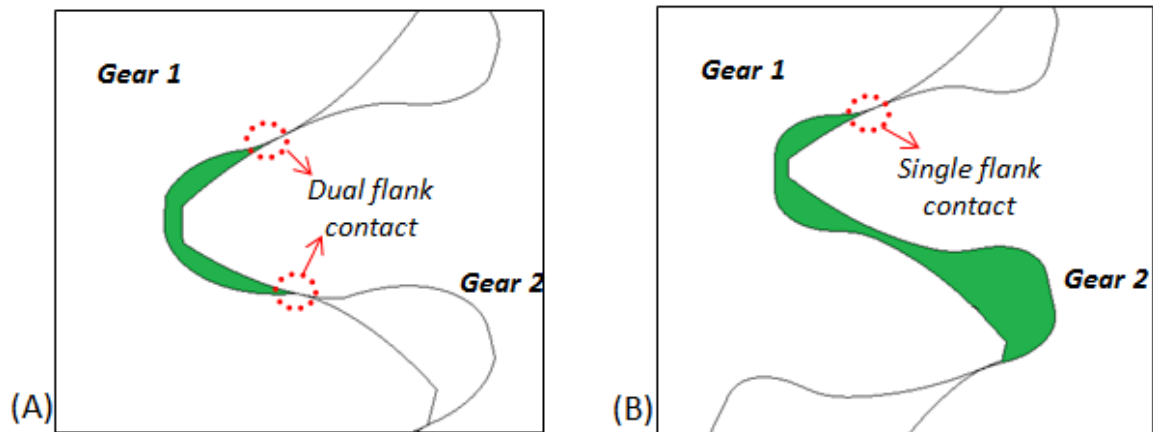 Gear 1
Dual flank
contact
Gear 2
(A)
Gear 1
Single flank
contact
Gear 2
(B)